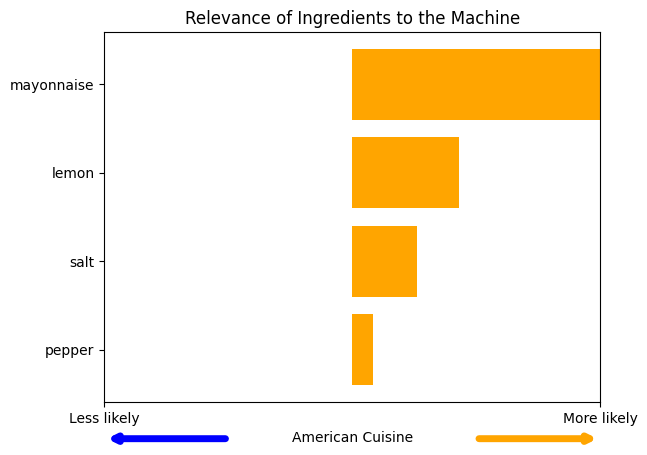 Relevance of Ingredients to the Machine
mayonnaise
lemon
salt
pepper
Less likely
More likely
American Cuisine